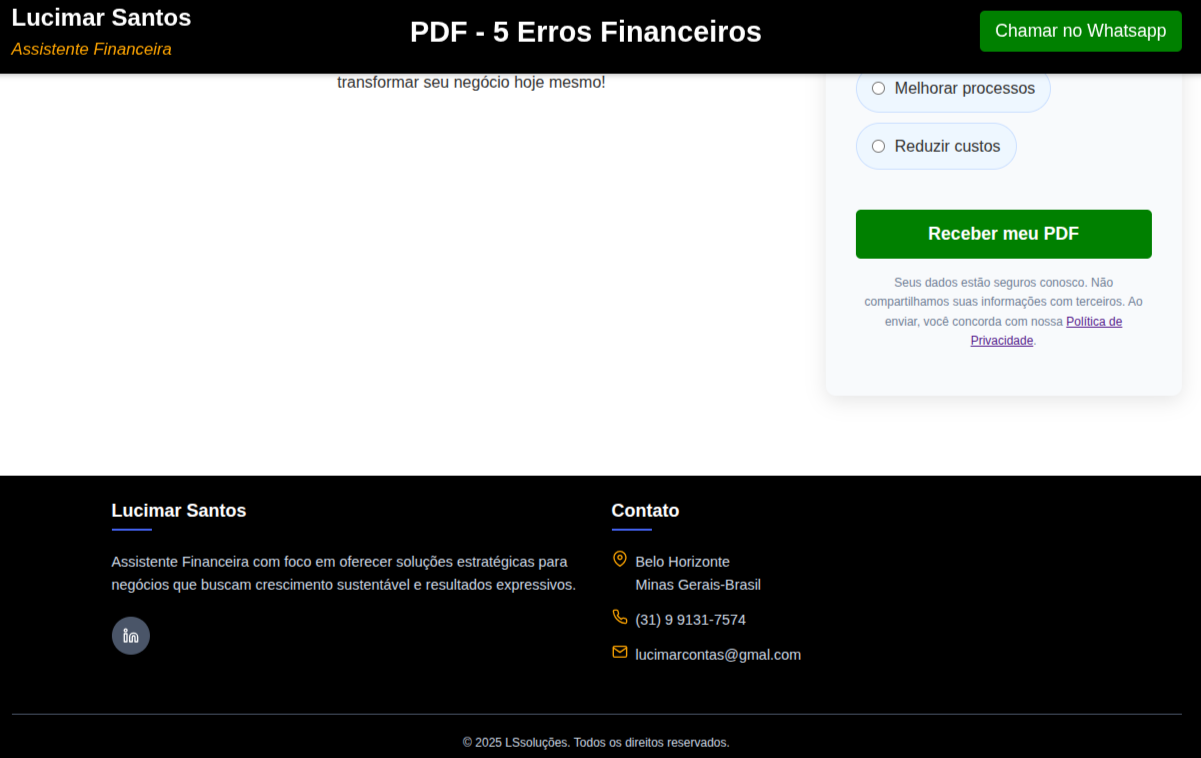 Lucimar Santos
Assistente Financeira
PDF - 5 Erros Financeiros
Chamar no Whatsapp
transformar seu negócio hoje mesmo!
Melhorar processos
Reduzir custos
Receber meu PDF
Seus dados estão seguros conosco. Não
compartilhamos suas informações com terceiros. Ao
enviar, você concorda com nossa Política de
Privacidade.
Lucimar Santos
Assistente Financeira com foco em oferecer soluções estratégicas para
negócios que buscam crescimento sustentável e resultados expressivos.
Contato
Belo Horizonte
Minas Gerais-Brasil
(31) 9 9131-7574
lucimarcontas@gmal.com
© 2025 LSsoluções. Todos os direitos reservados.